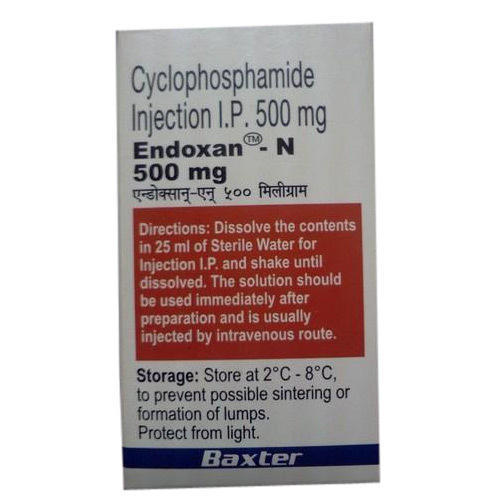 Cyclophosphamide
Injection I.P. 500 mg
Endoxan™- N
500 mg
एन्डोक्सान्-एन् ५०० मिलीग्राम
Directions: Dissolve the contents
in 25 ml of Sterile Water for
Injection I.P. and shake until
dissolved. The solution should
be used immediately after
preparation and is usually
injected by intravenous route.
Storage: Store at 2°C - 8°C,
to prevent possible sintering or
formation of lumps.
Protect from light.
Baxter